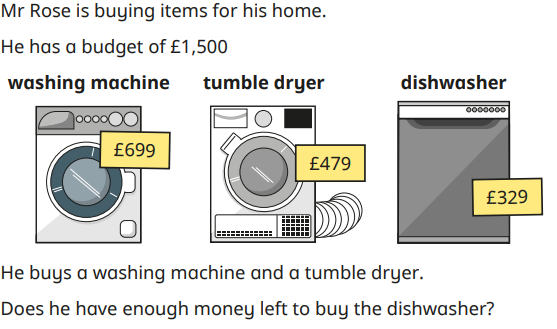 Mr Rose is buying items for his home.
He has a budget of £1,500
washing machine tumble dryer dishwasher
£699
£479
£329
He buys a washing machine and a tumble dryer.
Does he have enough money left to buy the dishwasher?